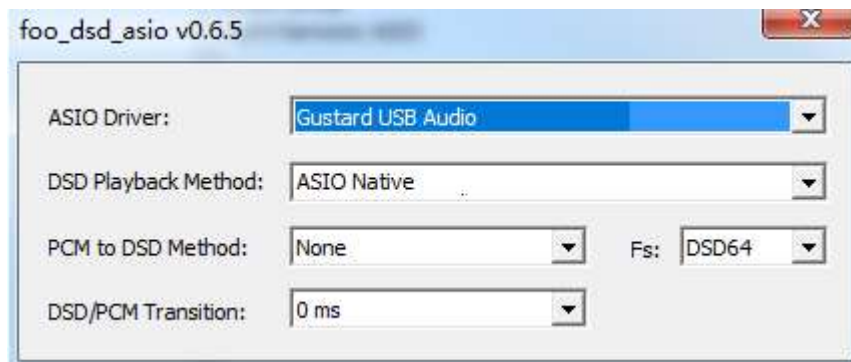 foo_dsd_asio v0.6.5
ASIO Driver: Gustard USB Audio
DSD Playback Method: ASIO Native
PCM to DSD Method: None Fs: DSD64
DSD/PCM Transition: 0 ms